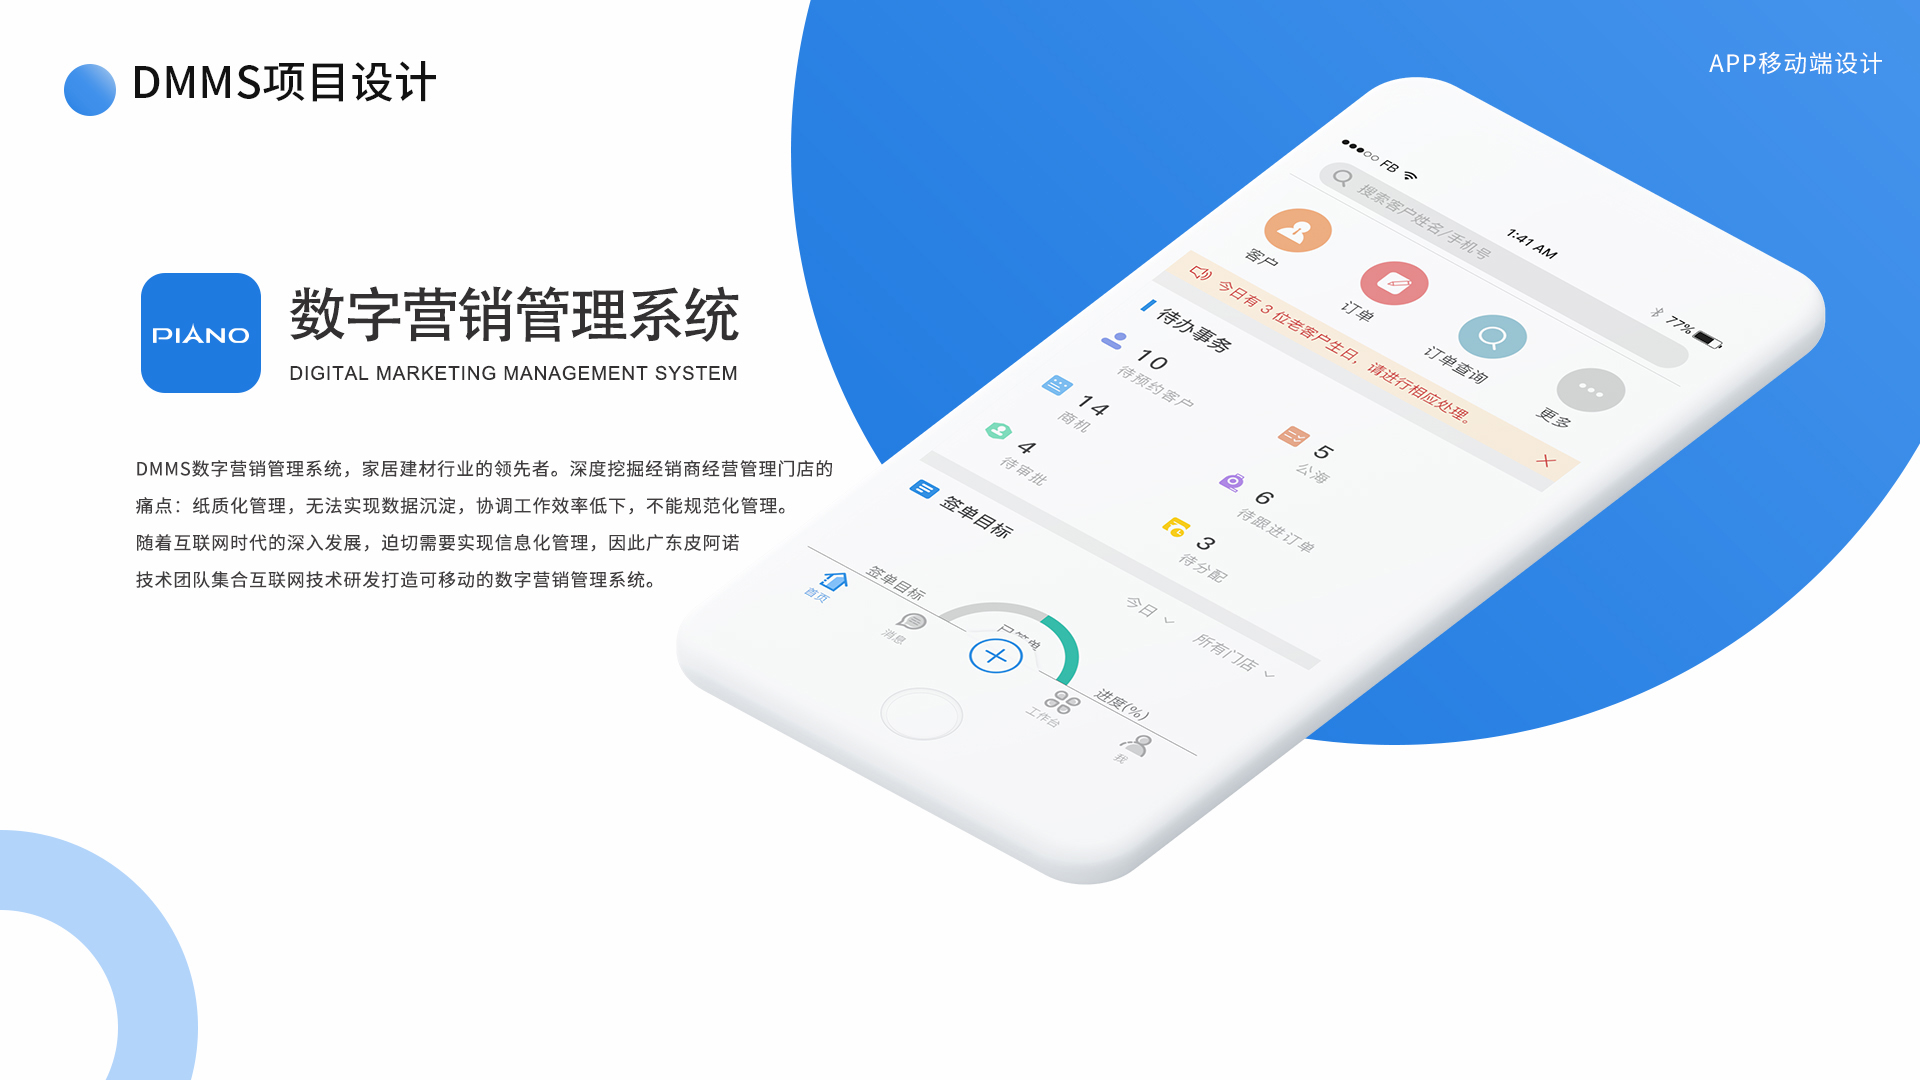 DMMS项目设计
APP移动端设计
PIANO
数字营销管理系统
DIGITAL MARKETING MANAGEMENT SYSTEM
DMMS数字营销管理系统，家居建材行业的领先者。深度挖掘经销商经营管理门店的
痛点：纸质化管理，无法实现数据沉淀，协调工作效率低下，不能规范化管理。
随着互联网时代的深入发展，迫切需要实现信息化管理，因此广东皮阿诺
技术团队集合互联网技术研发打造可移动的数字营销管理系统。
FB
1:41 AM
77%
搜索客户姓名/手机号
客户
订单
订单查询
更多
今日有 3 位老客户生日，请进行相应处理。
待办事务
10
待预约客户
5
公海
14
商机
6
待跟进订单
4
待审批
3
待分配
签单目标
今日
所有门店
签单目标
进度(%)
首页
消息
工作台
我